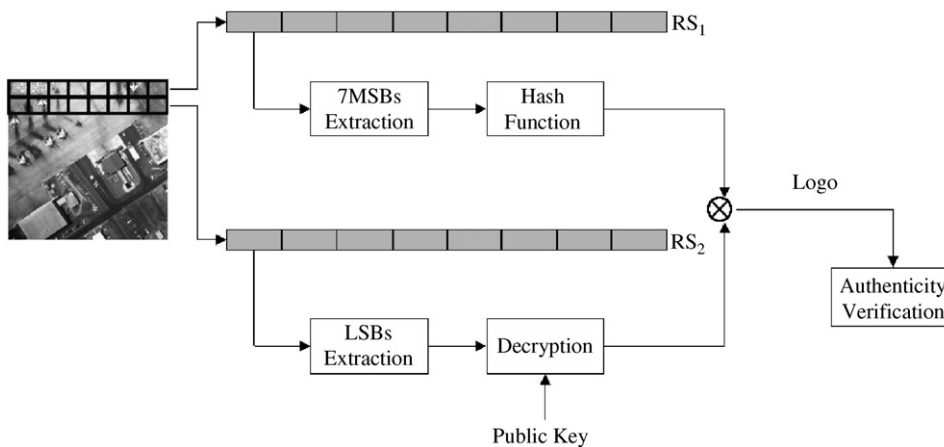 RS1
7MSBs
Extraction
Hash
Function
Logo
RS2
Authenticity
Verification
LSBs
Extraction
Decryption
Public Key